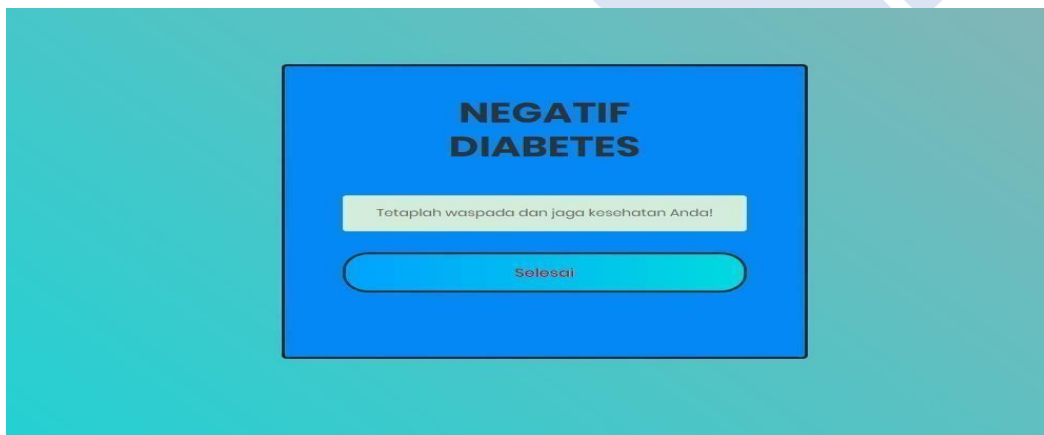 NEGATIF
DIABETES
Tetaplah waspada dan jaga kesehatan Anda!
Selesai